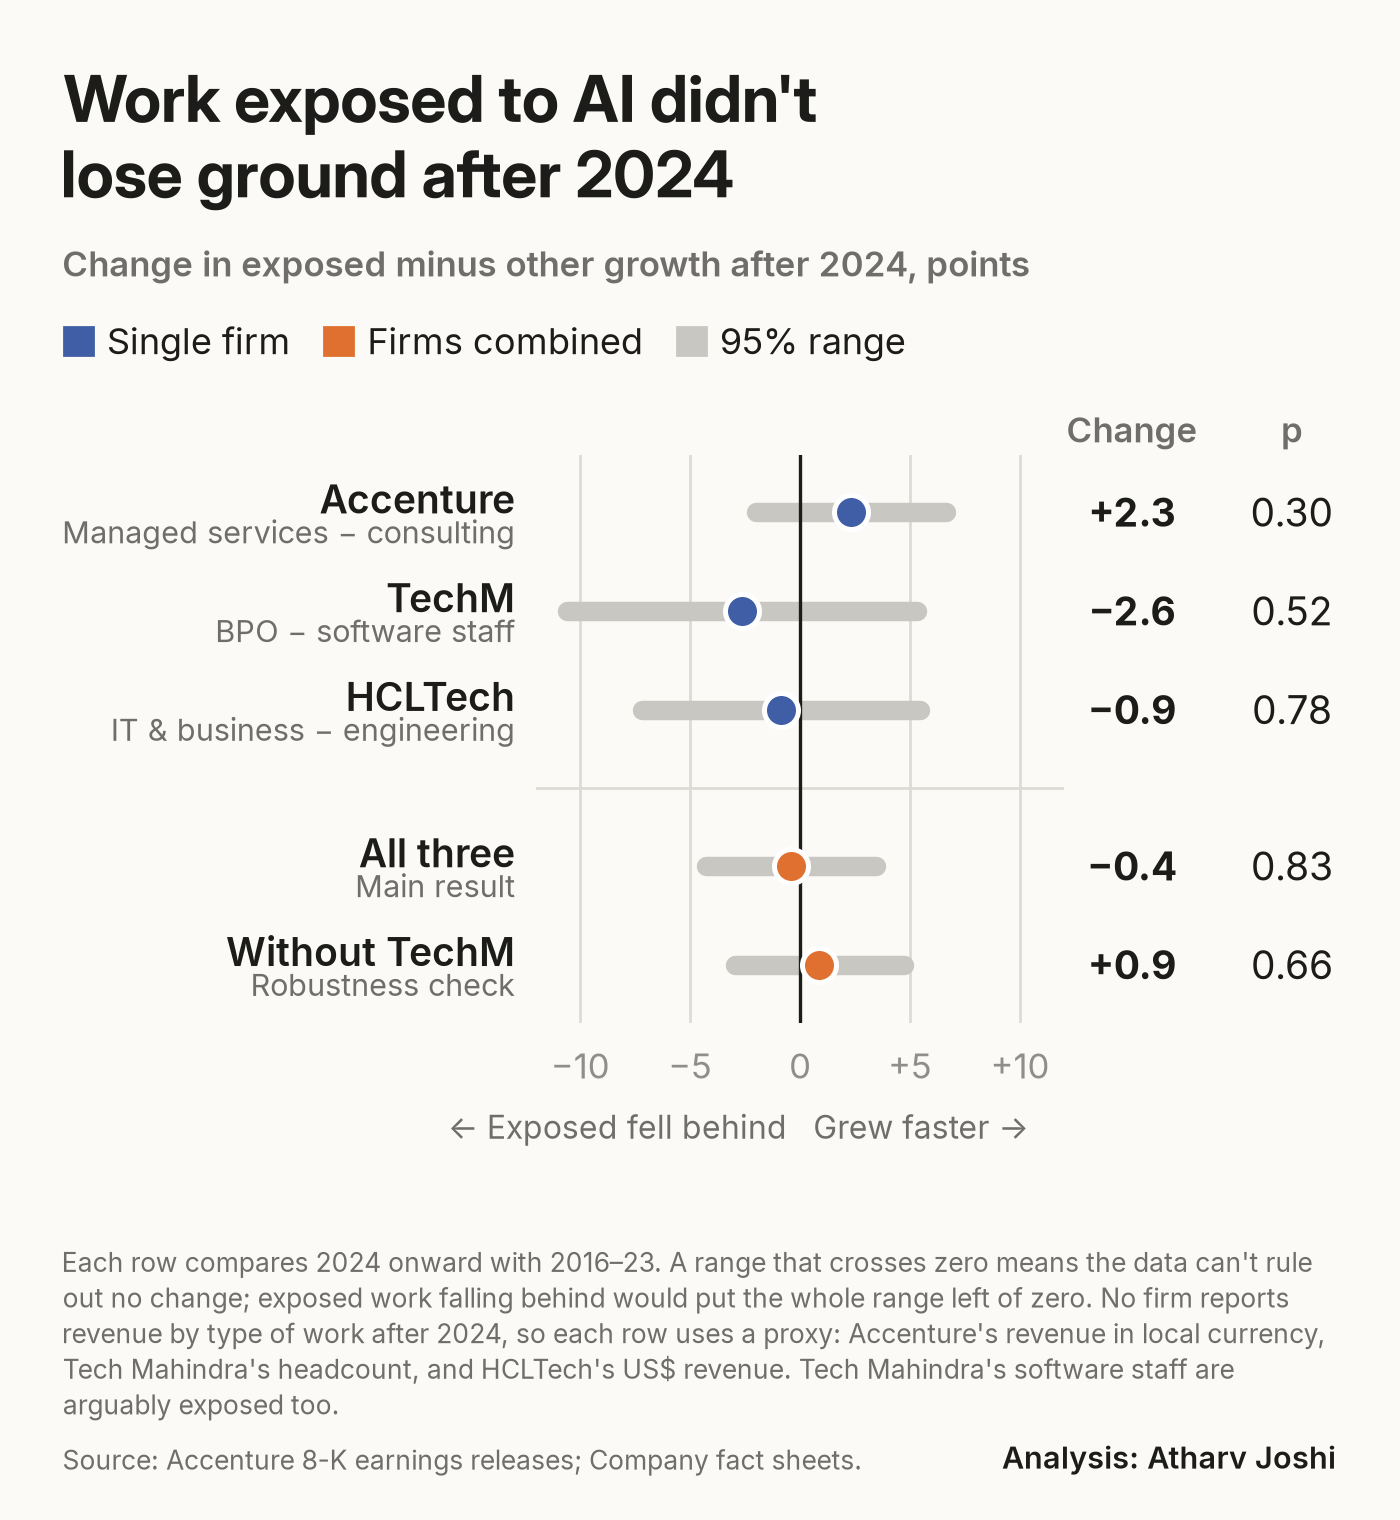 Work exposed to AI didn't
lose ground after 2024
Change in exposed minus other growth after 2024, points
Single firm Firms combined 95% range
Change p
Accenture
Managed services – consulting
+2.3 0.30
TechM
BPO – software staff
−2.6 0.52
HCLTech
IT & business – engineering
−0.9 0.78
All three
Main result
−0.4 0.83
Without TechM
Robustness check
+0.9 0.66
−10 −5 0 +5 +10
← Exposed fell behind Grew faster →
Each row compares 2024 onward with 2016–23. A range that crosses zero means the data can't rule
out no change; exposed work falling behind would put the whole range left of zero. No firm reports
revenue by type of work after 2024, so each row uses a proxy: Accenture's revenue in local currency,
Tech Mahindra's headcount, and HCLTech's US$ revenue. Tech Mahindra's software staff are
arguably exposed too.
Source: Accenture 8-K earnings releases; Company fact sheets.
Analysis: Atharv Joshi